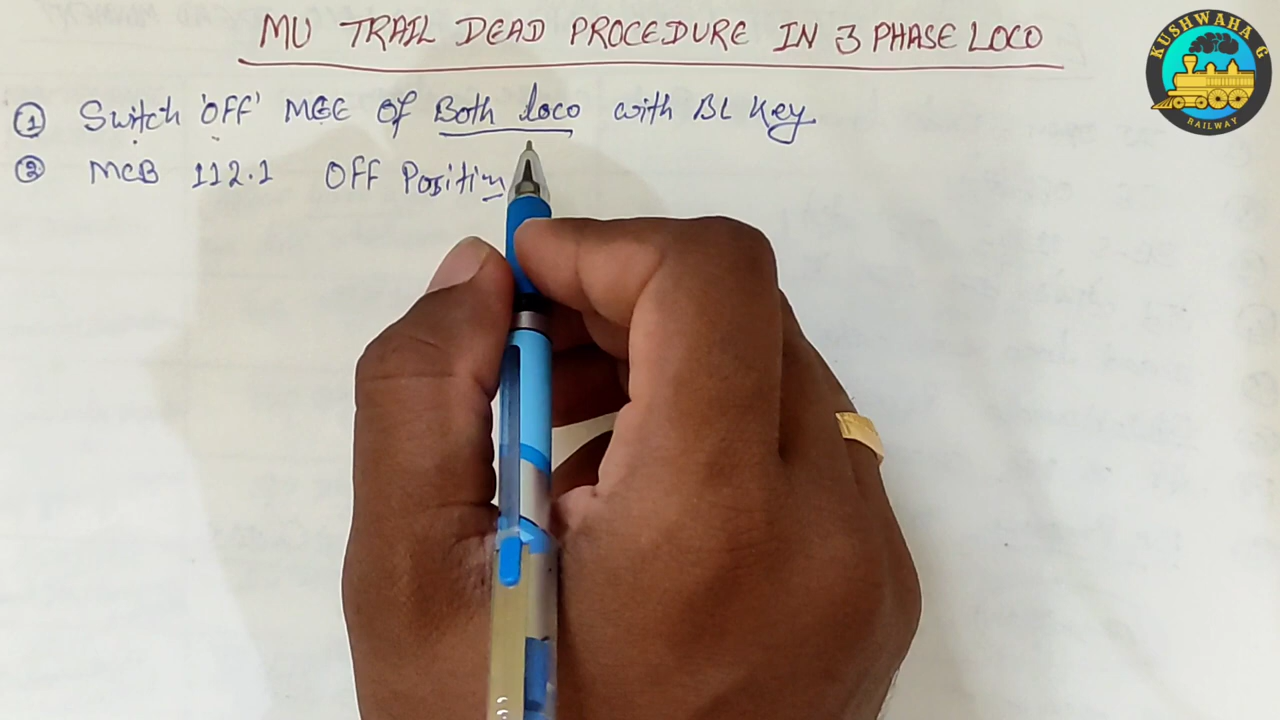 MU TRAIL DEAD PROCEDURE IN 3 PHASE LOCO
① Switch 'OFF' MCE OF Both loco with BL Key
② MCB 112.1 OFF Position
KUSHWAHA G
RAILWAY